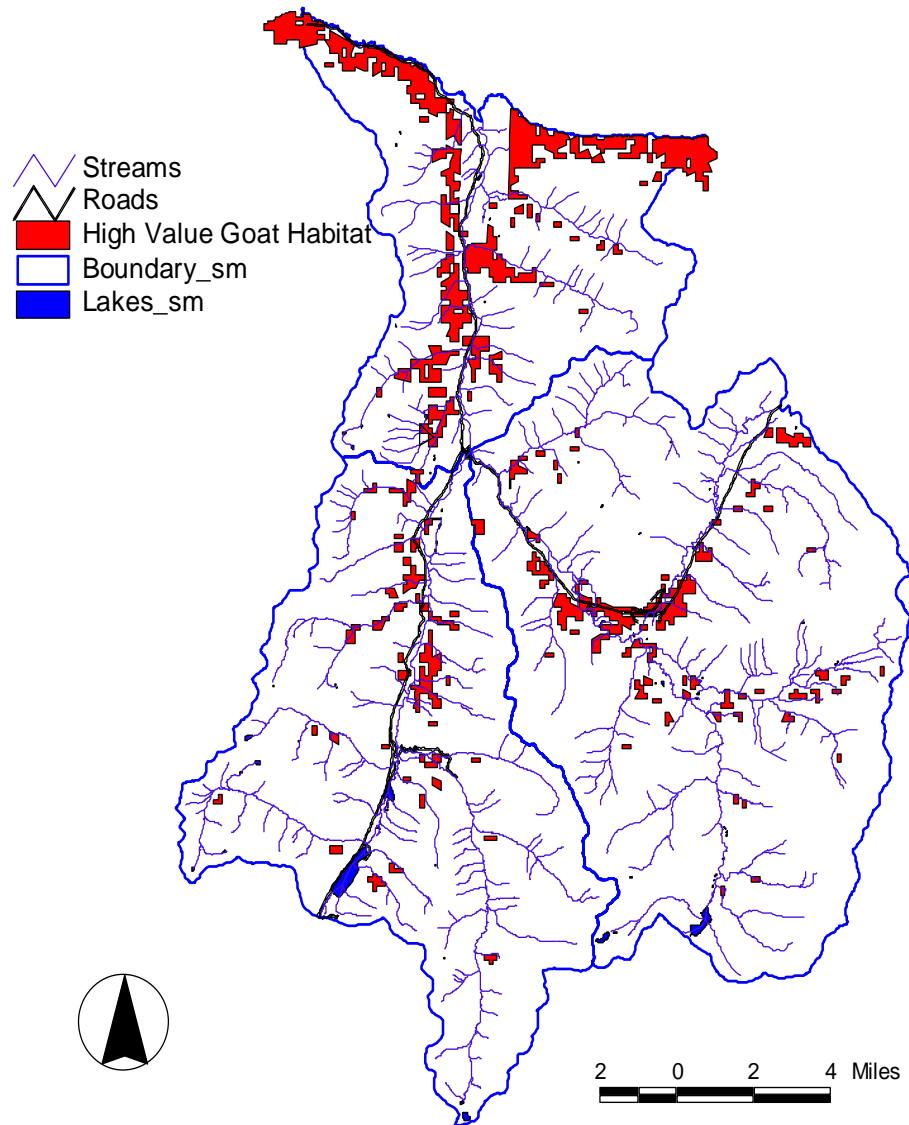 Streams
Roads
High Value Goat Habitat
Boundary_sm
Lakes_sm
2 0 2 4 Miles